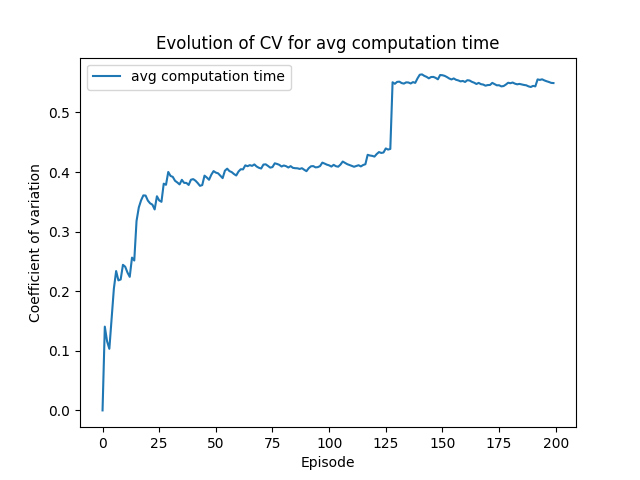 Evolution of CV for avg computation time
avg computation time
Coefficient of variation
0.5
0.4
0.3
0.2
0.1
0.0
0 25 50 75 100 125 150 175 200
Episode